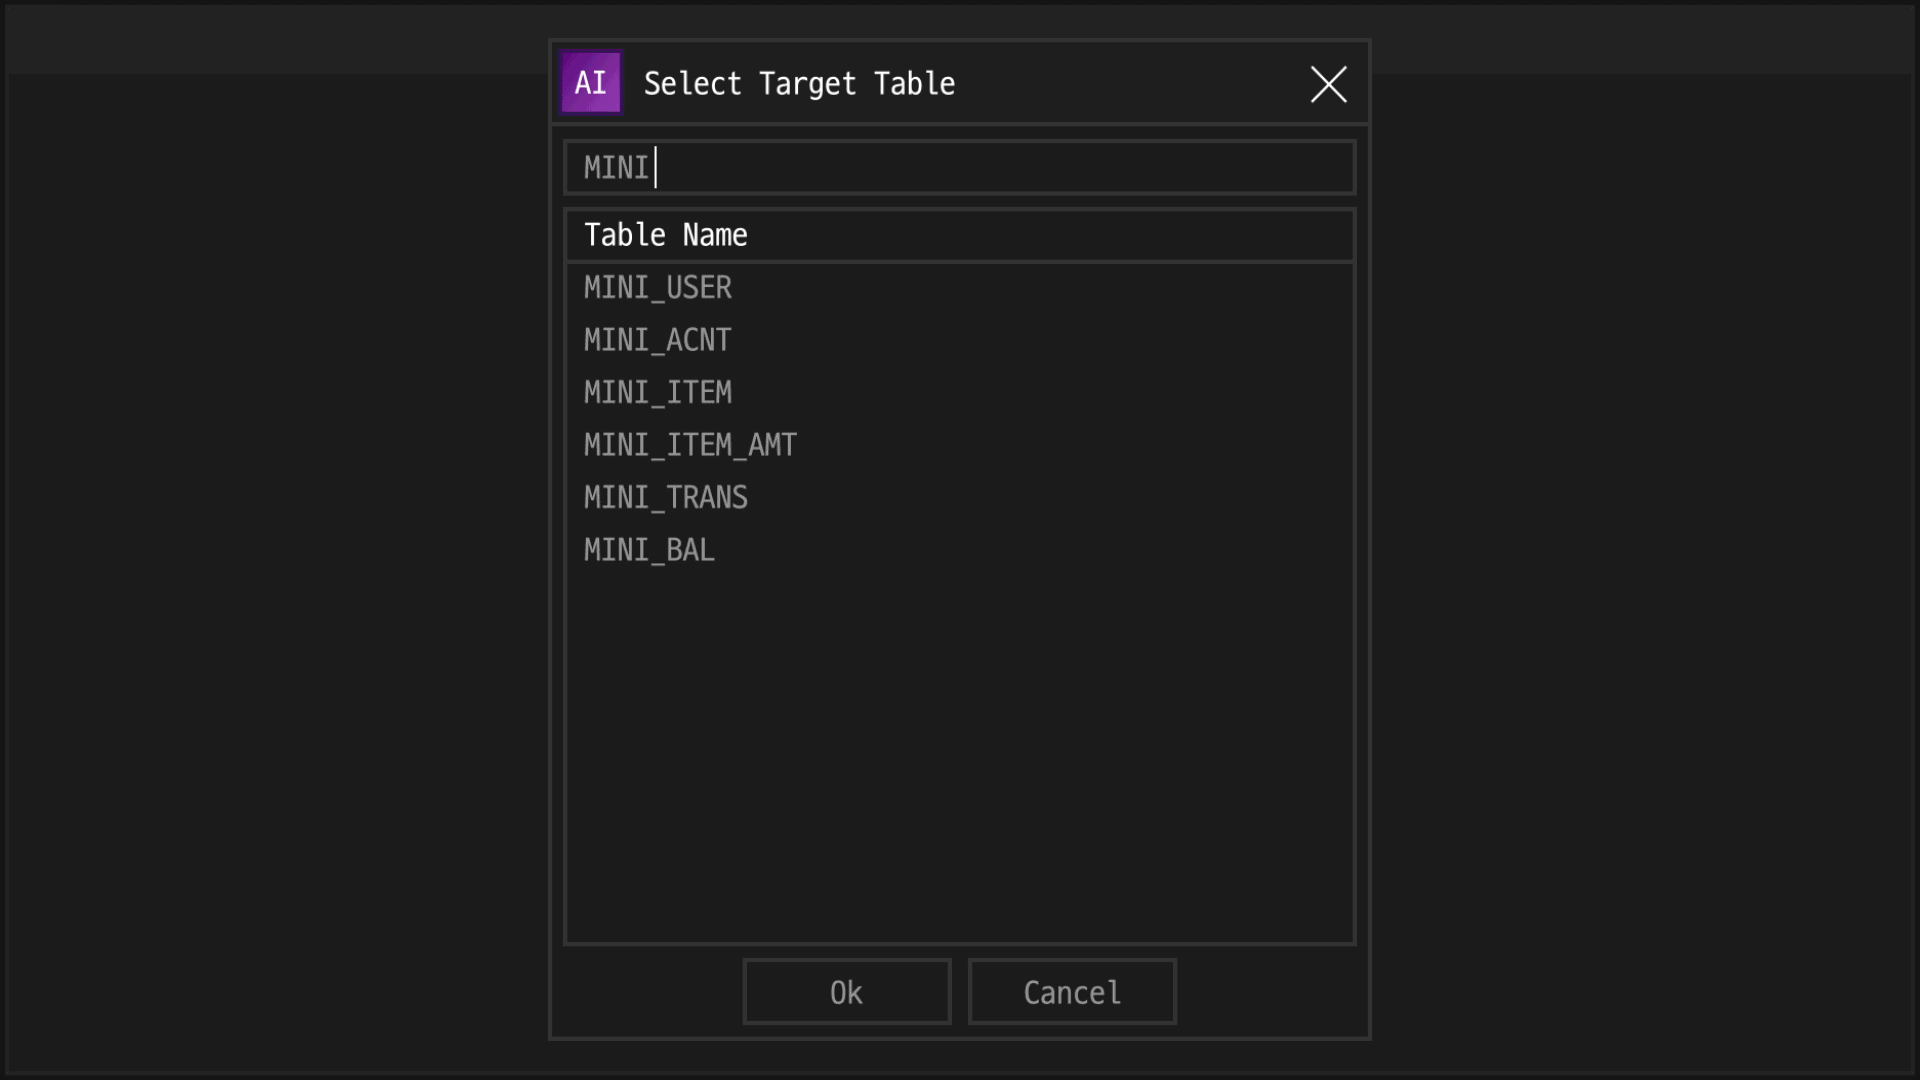 AI Select Target Table
MINI
Table Name
MINI_USER
MINI_ACNT
MINI_ITEM
MINI_ITEM_AMT
MINI_TRANS
MINI_BAL
Ok Cancel